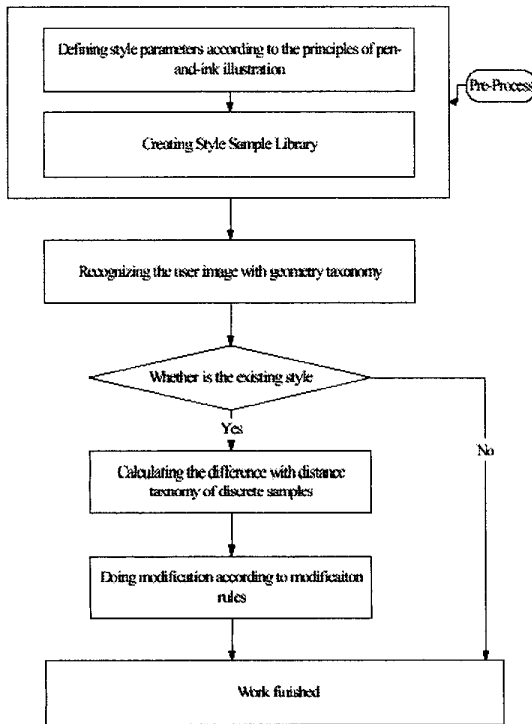 Defining style parameters according to the principles of pen-
and-ink illustration
Pre-Process
Creating Style Sample Library
Recognizing the user image with geometry taxonomy
Whether is the existing style
Yes
No
Calculating the difference with distance
taxnomy of discrete samples
Doing modification according to modificaiton
rules
Work finished